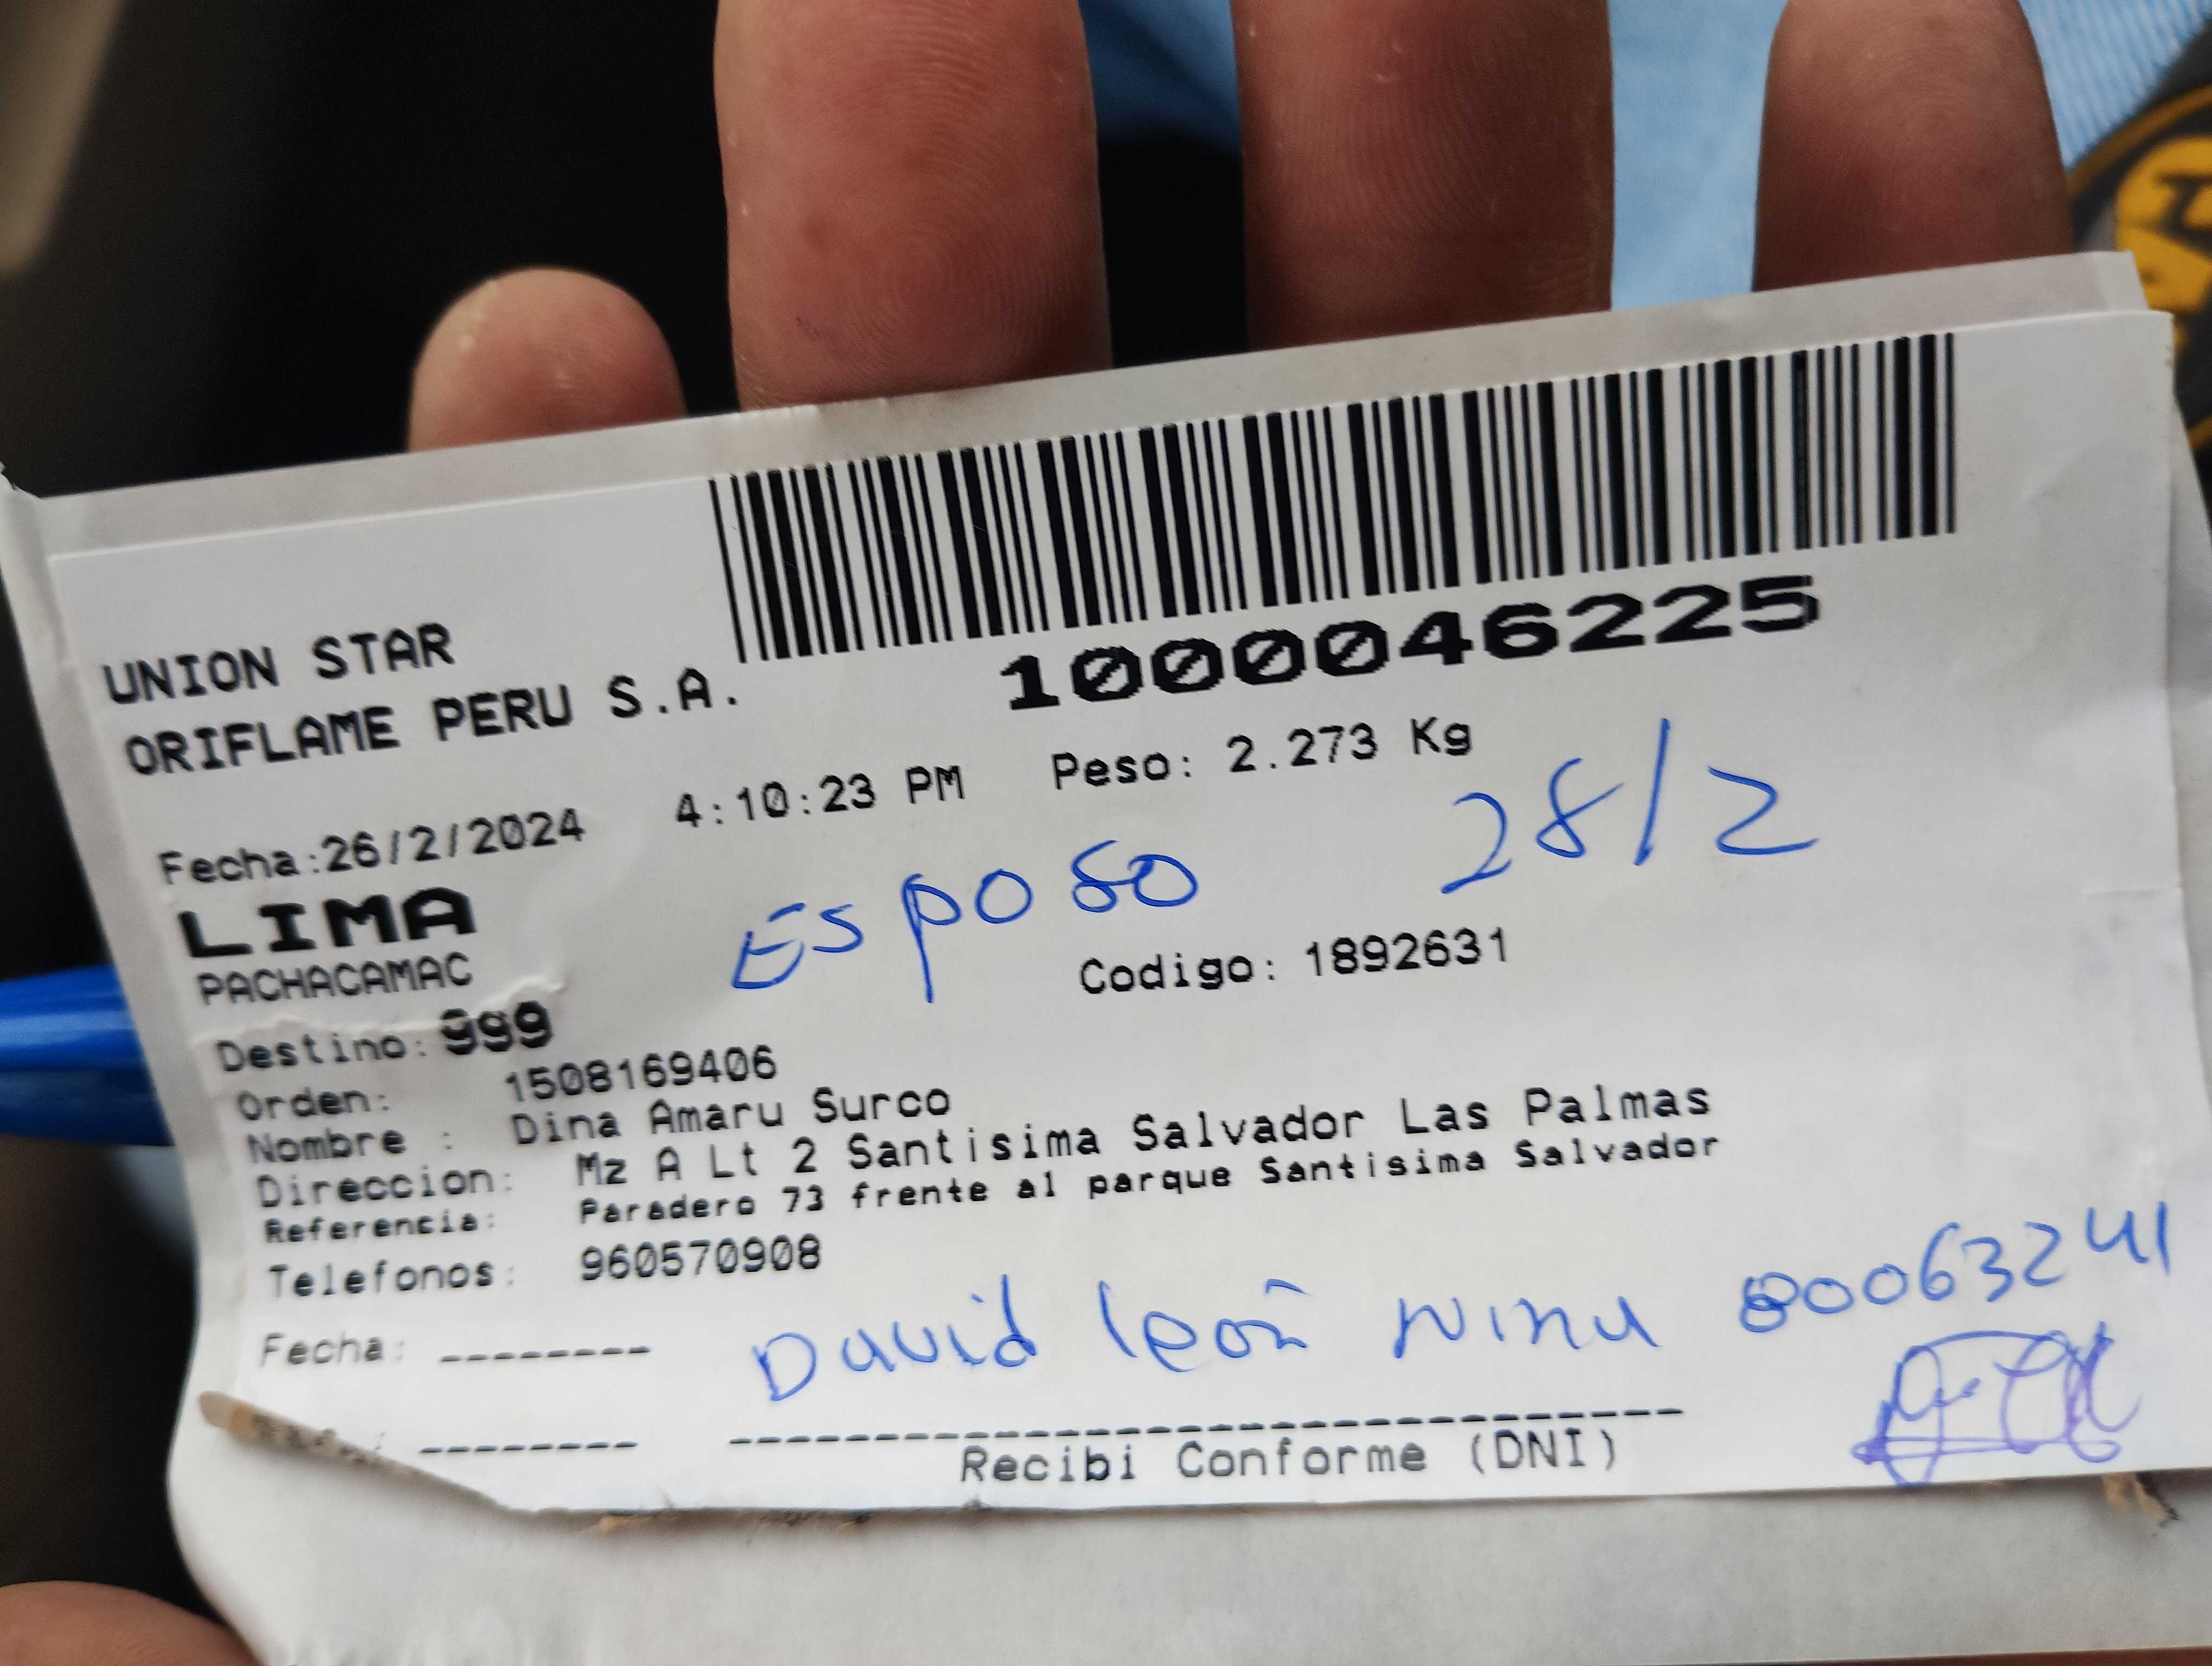 UNION STAR
ORIFLAME PERU S.A.
1000046225
Fecha:26/2/2024 4:10:23 PM Peso: 2.273 Kg
LIMA
Esposo 28/2
PACHACAMAC
Codigo: 1892631
Destino: 999
Orden: 1508169406
Nombre : Dina Amaru Surco
Direccion: Mz A Lt 2 Santisima Salvador Las Palmas
Referencia: Paradero 73 frente al parque Santisima Salvador
Telefonos: 960570908
Fecha: --------
David león Nina 80063241
Recibi Conforme (DNI)